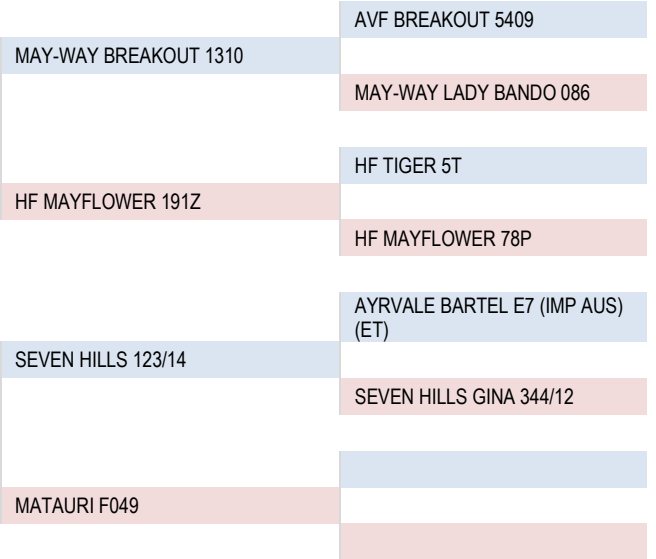 AVF BREAKOUT 5409
MAY-WAY BREAKOUT 1310
MAY-WAY LADY BANDO 086
HF TIGER 5T
HF MAYFLOWER 191Z
HF MAYFLOWER 78P
AYRVALE BARTEL E7 (IMP AUS)
(ET)
SEVEN HILLS 123/14
SEVEN HILLS GINA 344/12
MATAURI F049